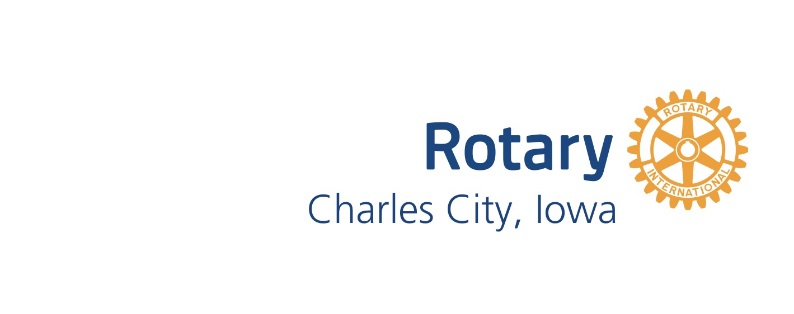 Rotary
Charles City, Iowa
ROTARY
INTERNATIONAL